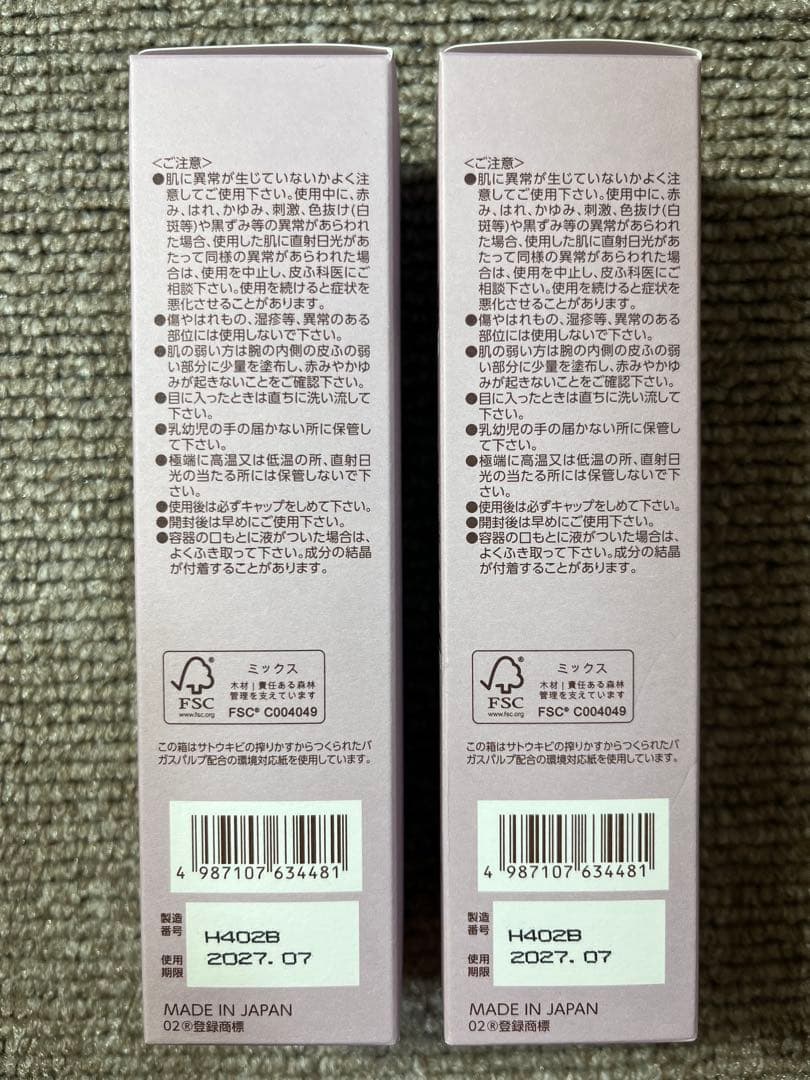 <ご注意>
●肌に異常が生じていないかよく注
意してご使用下さい。使用中に、赤
み、はれ、かゆみ、刺激、色抜け(白
斑等)や黒ずみ等の異常があらわれ
た場合、使用した肌に直射日光があ
たって同様の異常があらわれた場
合は、使用を中止し、皮ふ科医にご
相談下さい。使用を続けると症状を
悪化させることがあります。
●傷やはれもの、湿疹等、異常のある
部位には使用しないで下さい。
●肌の弱い方は腕の内側の皮ふの弱
い部分に少量を塗布し、赤みやかゆ
みが起きないことをご確認下さい。
●目に入ったときは直ちに洗い流して
下さい。
●乳幼児の手の届かない所に保管し
て下さい。
●極端に高温又は低温の所、直射日
光の当たる所には保管しないで下
さい。
●使用後は必ずキャップをしめて下さい。
●開封後は早めにご使用下さい。
●容器の口もとに液がついた場合は、
よくふき取って下さい。成分の結晶
が付着することがあります。
FSC
www.fsc.org
ミックス
木材|責任ある森林
管理を支えています
FSC® C004049
この箱はサトウキビの搾りかすからつくられたバ
ガスパルプ配合の環境対応紙を使用しています。
4 987107 634481
製造
番号
H402B
使用
期限
2027.07
MADE IN JAPAN
02®登録商標
<ご注意>
●肌に異常が生じていないかよく注
意してご使用下さい。使用中に、赤
み、はれ、かゆみ、刺激、色抜け(白
斑等)や黒ずみ等の異常があらわれ
た場合、使用した肌に直射日光があ
たって同様の異常があらわれた場
合は、使用を中止し、皮ふ科医にご
相談下さい。使用を続けると症状を
悪化させることがあります。
●傷やはれもの、湿疹等、異常のある
部位には使用しないで下さい。
●肌の弱い方は腕の内側の皮ふの弱
い部分に少量を塗布し、赤みやかゆ
みが起きないことをご確認下さい。
●目に入ったときは直ちに洗い流して
下さい。
●乳幼児の手の届かない所に保管し
て下さい。
●極端に高温又は低温の所、直射日
光の当たる所には保管しないで下
さい。
●使用後は必ずキャップをしめて下さい。
●開封後は早めにご使用下さい。
●容器の口もとに液がついた場合は、
よくふき取って下さい。成分の結晶
が付着することがあります。
FSC
www.fsc.org
ミックス
木材|責任ある森林
管理を支えています
FSC® C004049
この箱はサトウキビの搾りかすからつくられたバ
ガスパルプ配合の環境対応紙を使用しています。
4 987107 634481
製造
番号
H402B
使用
期限
2027.07
MADE IN JAPAN
02®登録商標